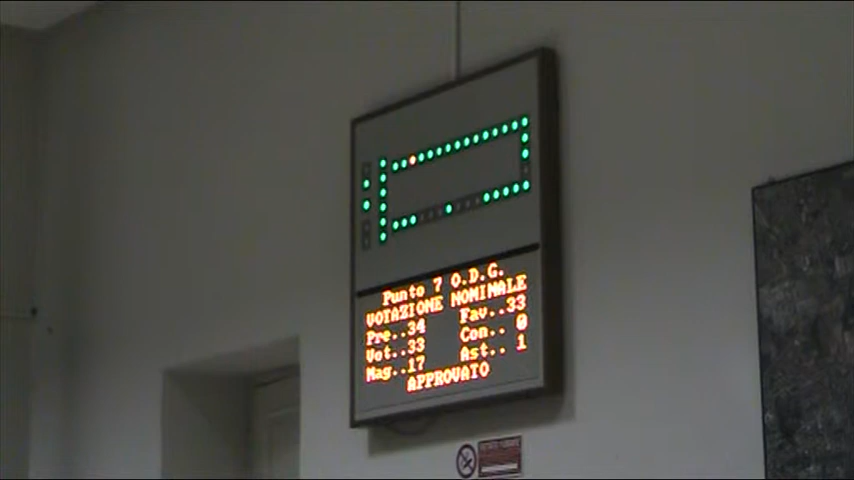 Punto 7 O.D.G.
VOTAZIONE NOMINALE
Pre..34 Fav..33
Vot..33 Con.. 0
Mag..17 Ast.. 1
APPROVATO